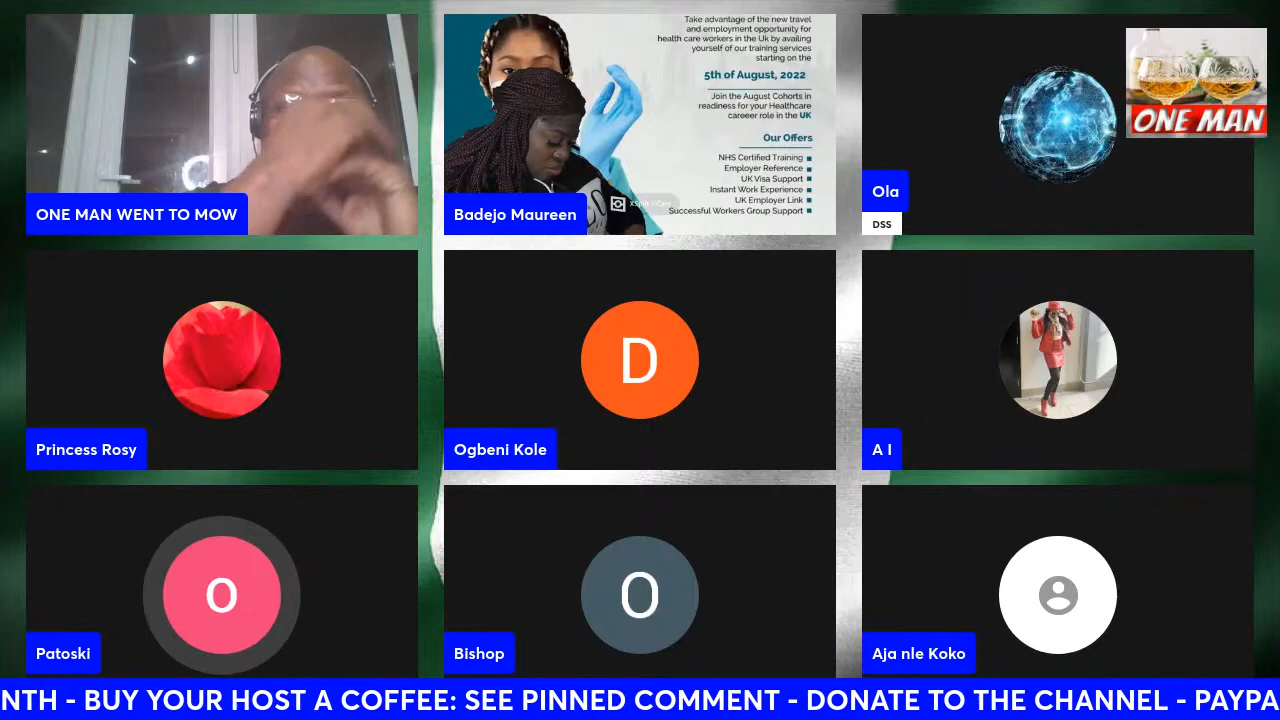 ONE MAN WENT TO MOW
Take advantage of the new travel
and employment opportunity for
health care workers in the Uk by availing
yourself of our training services
starting on the
5th of August, 2022
Join the August Cohorts in
readiness for your Healthcare
careeer role in the UK
Our Offers
NHS Certified Training
Employer Reference
UK Visa Support
Instant Work Experience
UK Employer Link
Successful Workers Group Support
XSplit VCam
Badejo Maureen
ONE MAN
Ola
DSS
Princess Rosy
D
Ogbeni Kole
A I
O
Patoski
O
Bishop
Aja nle Koko
NTH - BUY YOUR HOST A COFFEE: SEE PINNED COMMENT - DONATE TO THE CHANNEL - PAYPA